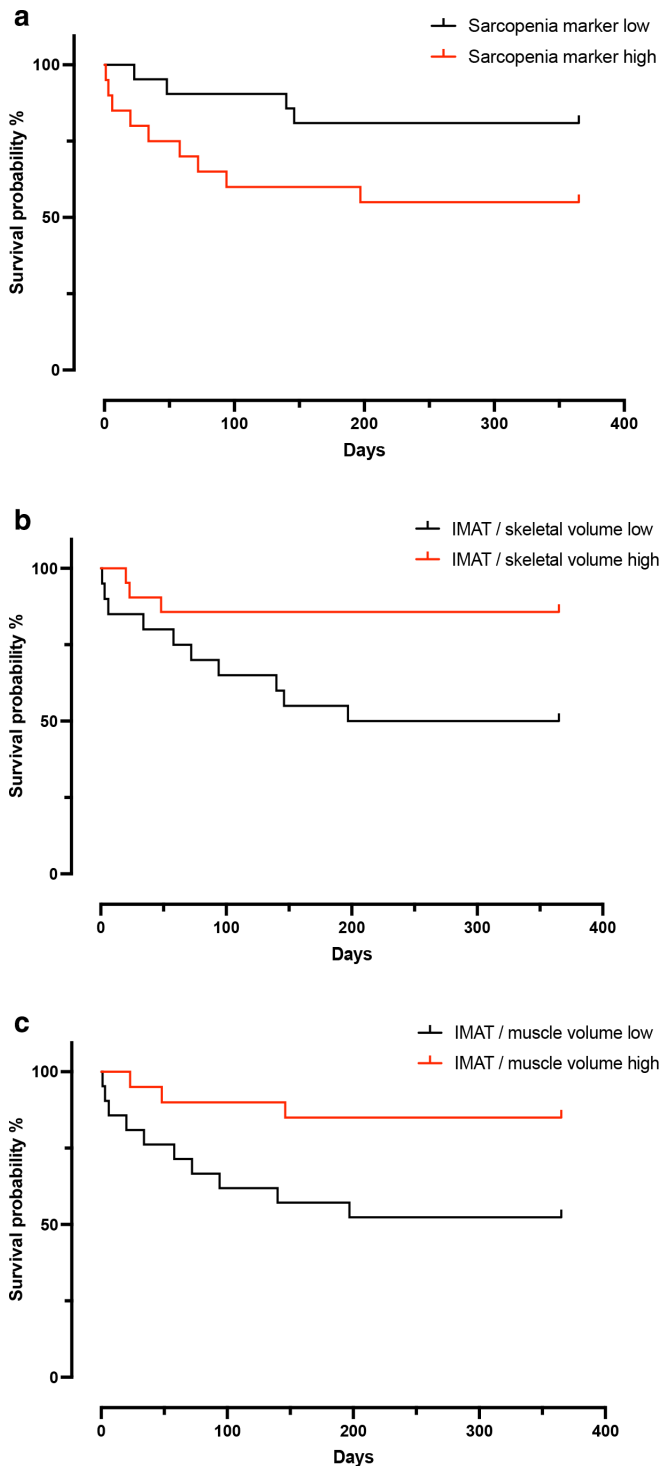 a
Sarcopenia marker low
Sarcopenia marker high
100
50
0
Survival probability %
0 100 200 300 400
Days
b
IMAT / skeletal volume low
IMAT / skeletal volume high
100
50
0
Survival probability %
0 100 200 300 400
Days
c
IMAT / muscle volume low
IMAT / muscle volume high
100
50
0
Survival probability %
0 100 200 300 400
Days